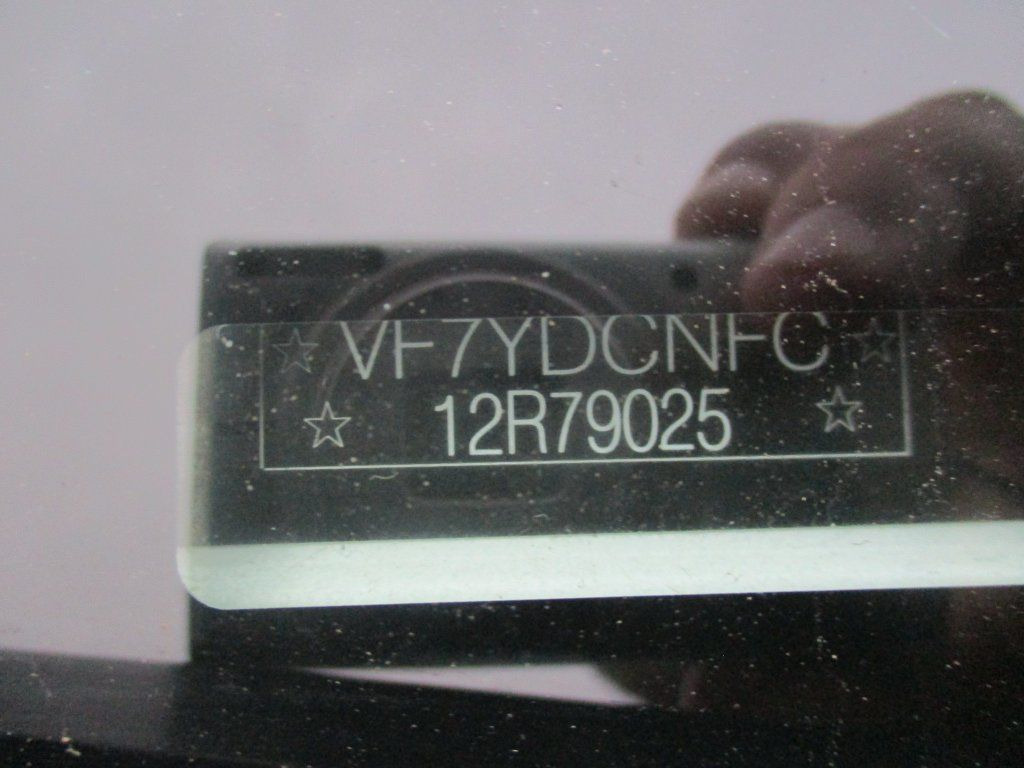 ☆ VF7YDCNFC ☆
☆ 12R79025 ☆